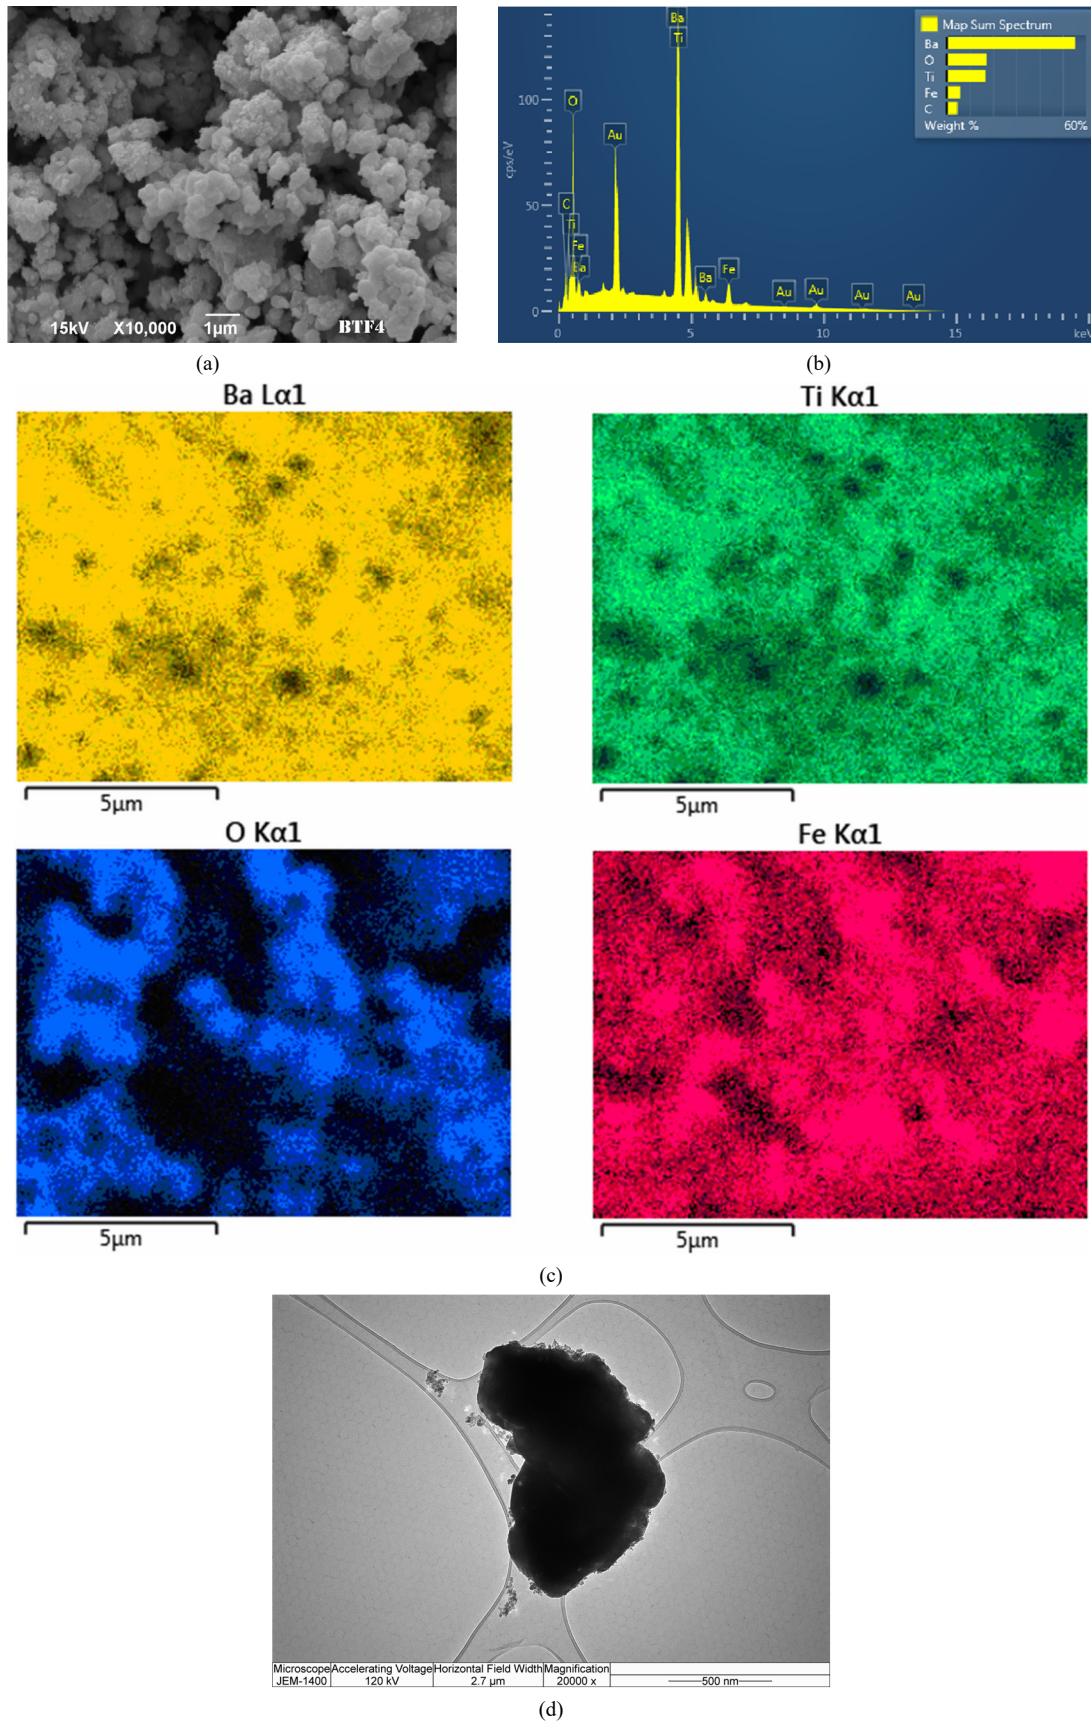 15kV X10,000 1μm BTF4
(a)
Map Sum Spectrum
Ba
O
Ti
Fe
C
Weight % 60%
cps/eV
100
50
0
Ba
Ti
O
Au
C
Ti
Fe
Ba
Ba
Fe
Au
Au
Au
Au
0 5 10 15 keV
(b)
Ba Lα1
Ti Kα1
5μm
5μm
O Kα1
Fe Kα1
5μm
5μm
(c)
Microscope Accelerating Voltage Horizontal Field Width Magnification
JEM-1400 120 kV 2.7 μm 20000 x 500 nm
(d)